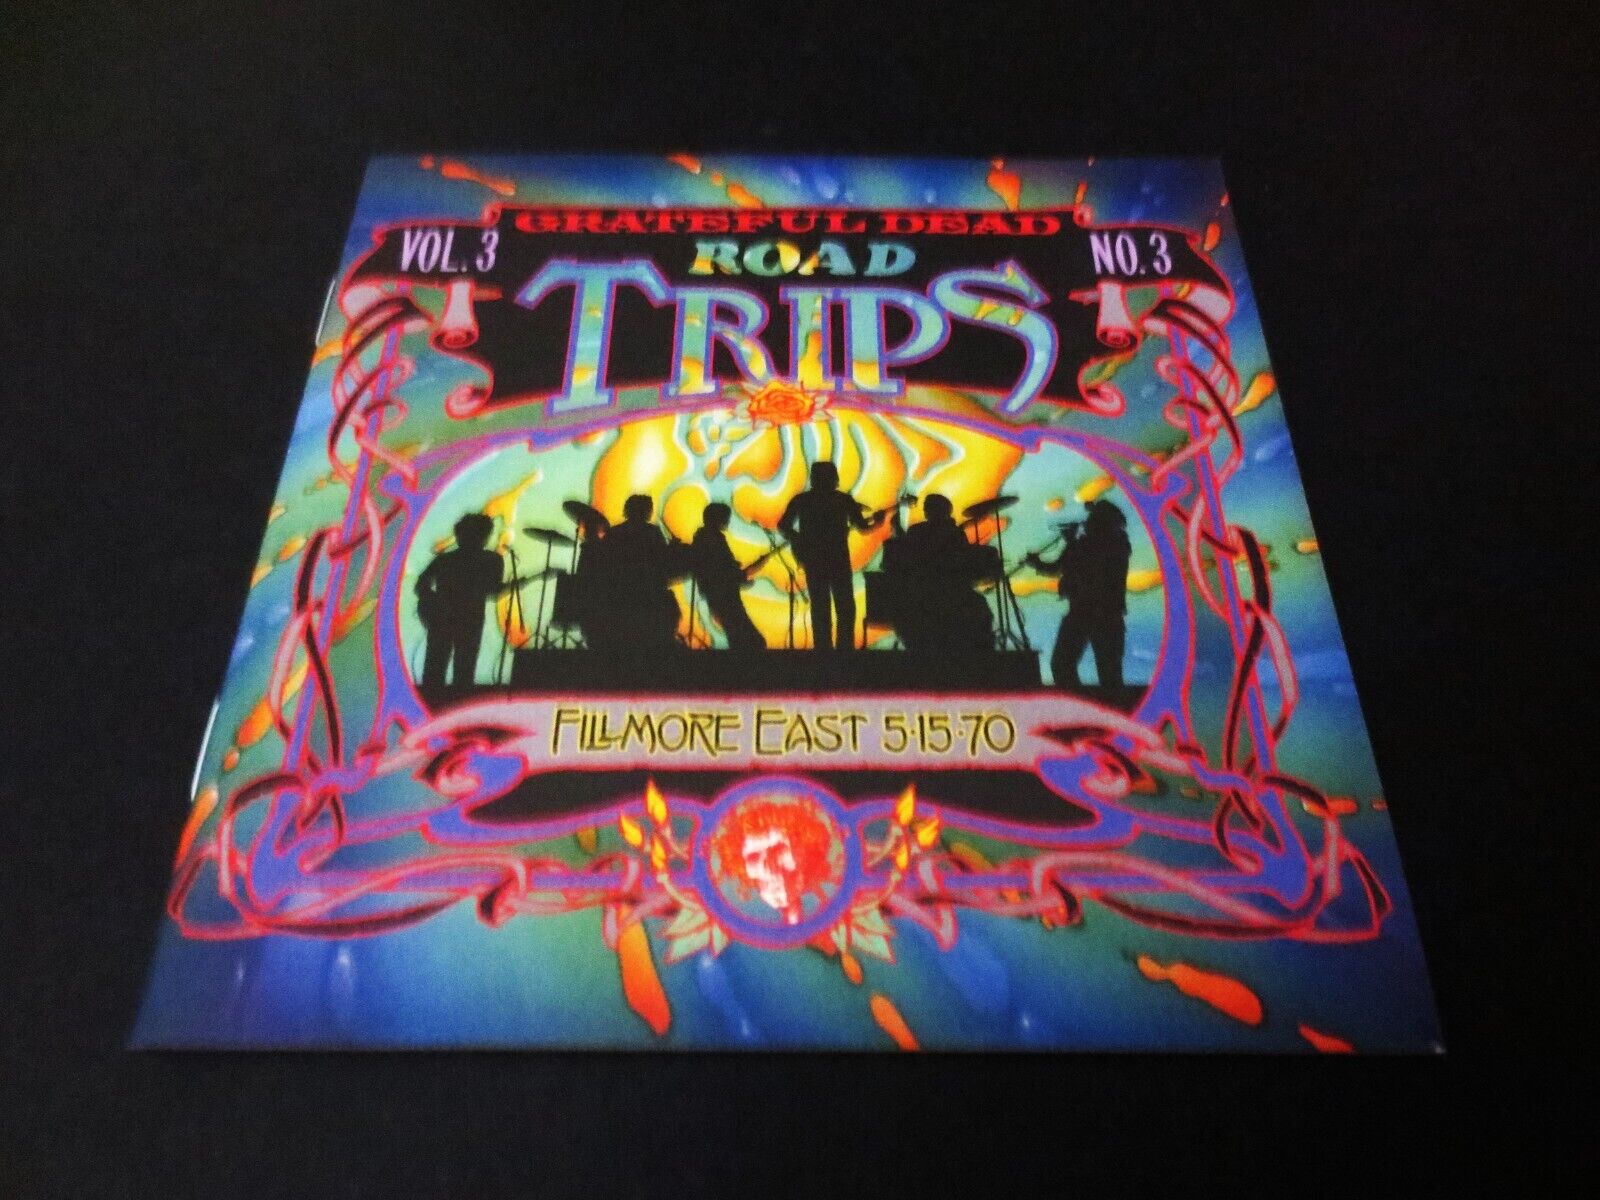 GRATEFUL DEAD
VOL. 3
ROAD
NO. 3
TRIPS
FILLMORE EAST 5·15·70